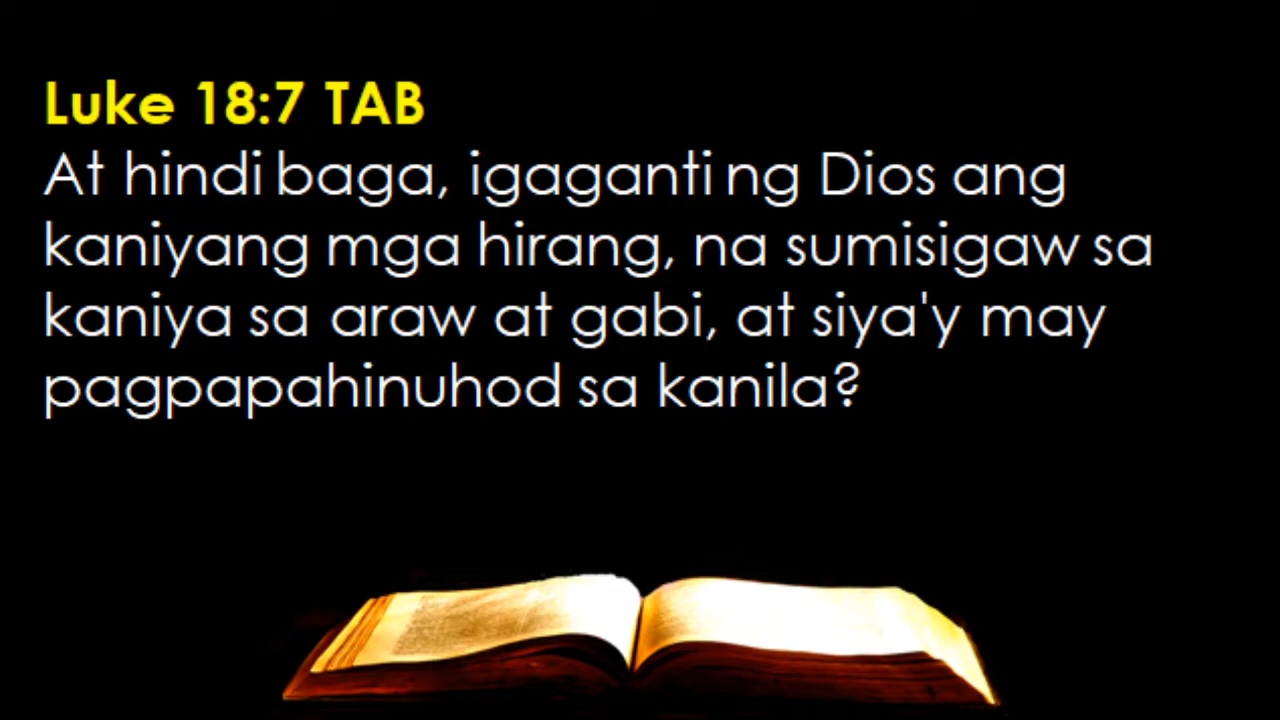 Luke 18:7 TAB
At hindi baga, igaganti ng Dios ang
kaniyang mga hirang, na sumisigaw sa
kaniya sa araw at gabi, at siya'y may
pagpapahinuhod sa kanila?